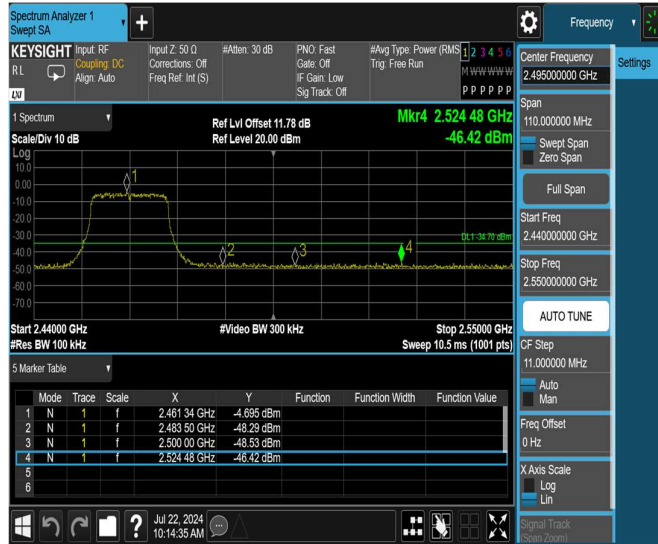 Spectrum Analyzer 1
Swept SA
+
Frequency
KEYSIGHT
RL
LXI
Input: RF
Coupling: DC
Align: Auto
Input Z: 50 Ω
Corrections: Off
Freq Ref: Int (S)
#Atten: 30 dB
PNO: Fast
Gate: Off
IF Gain: Low
Sig Track: Off
#Avg Type: Power (RMS
Trig: Free Run
1 2 3 4 5 6
M W W W W W
P P P P P P
1 Spectrum
Scale/Div 10 dB
Ref Lvl Offset 11.78 dB
Ref Level 20.00 dBm
Mkr4 2.524 48 GHz
-46.42 dBm
Log
10.0
0.00
-10.0
-20.0
-30.0
-40.0
-50.0
-60.0
-70.0
1
2
3
4
DL1 -34.70 dBm
Start 2.44000 GHz
#Res BW 100 kHz
#Video BW 300 kHz
Stop 2.55000 GHz
Sweep 10.5 ms (1001 pts)
5 Marker Table
Mode Trace Scale X Y Function Function Width Function Value
1 N 1 f 2.461 34 GHz -4.695 dBm
2 N 1 f 2.483 50 GHz -48.29 dBm
3 N 1 f 2.500 00 GHz -48.53 dBm
4 N 1 f 2.524 48 GHz -46.42 dBm
5
6
?
Jul 22, 2024
10:14:35 AM
Center Frequency
2.495000000 GHz
Settings
Span
110.000000 MHz
Swept Span
Zero Span
Full Span
Start Freq
2.440000000 GHz
Stop Freq
2.550000000 GHz
AUTO TUNE
CF Step
11.000000 MHz
Auto
Man
Freq Offset
0 Hz
X Axis Scale
Log
Lin
Signal Track
(Span Zoom)